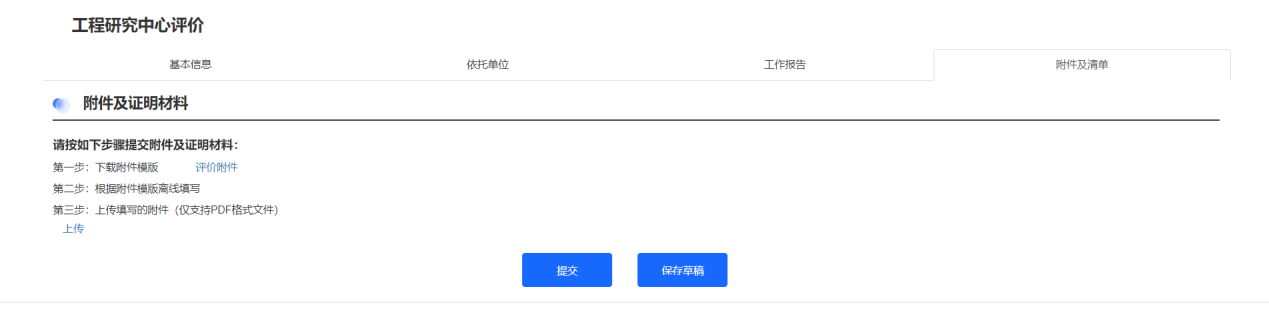 工程研究中心评价
基本信息 依托单位 工作报告 附件及清单
附件及证明材料
请按如下步骤提交附件及证明材料：
第一步：下载附件模版 评价附件
第二步：根据附件模版离线填写
第三步：上传填写的附件（仅支持PDF格式文件）
上传
提交 保存草稿